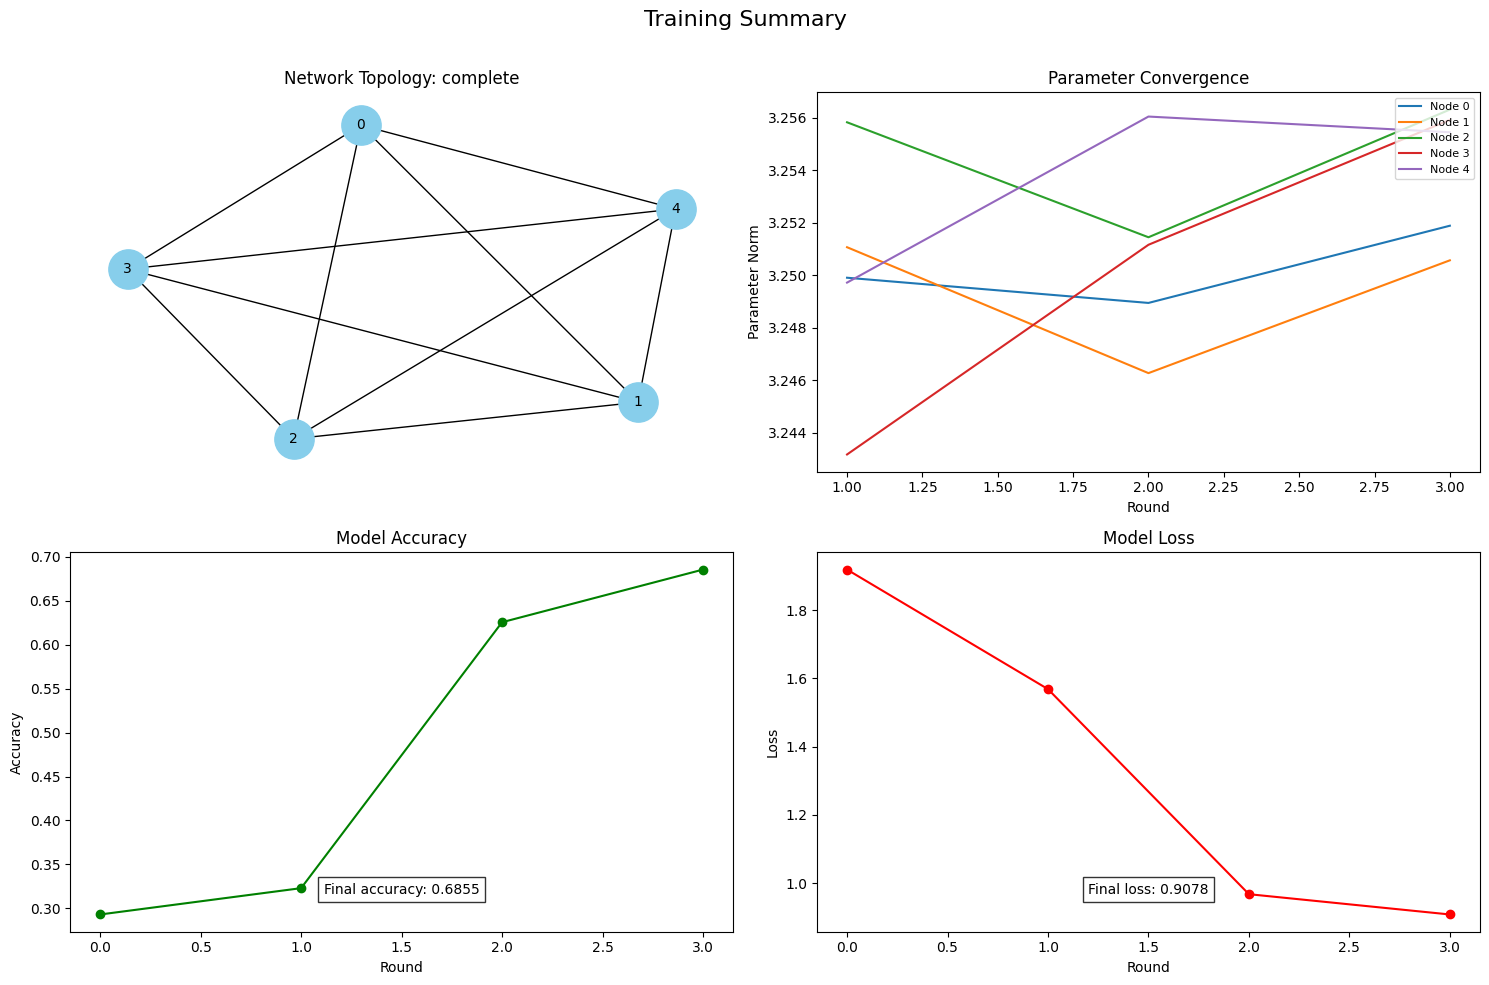 Training Summary
Network Topology: complete
0
4
3
1
2
Parameter Convergence
Node 0
Node 1
Node 2
Node 3
Node 4
Parameter Norm
3.256
3.254
3.252
3.250
3.248
3.246
3.244
1.00 1.25 1.50 1.75 2.00 2.25 2.50 2.75 3.00
Round
Model Accuracy
Accuracy
0.70
0.65
0.60
0.55
0.50
0.45
0.40
0.35
0.30
Final accuracy: 0.6855
0.0 0.5 1.0 1.5 2.0 2.5 3.0
Round
Model Loss
Loss
1.8
1.6
1.4
1.2
1.0
Final loss: 0.9078
0.0 0.5 1.0 1.5 2.0 2.5 3.0
Round